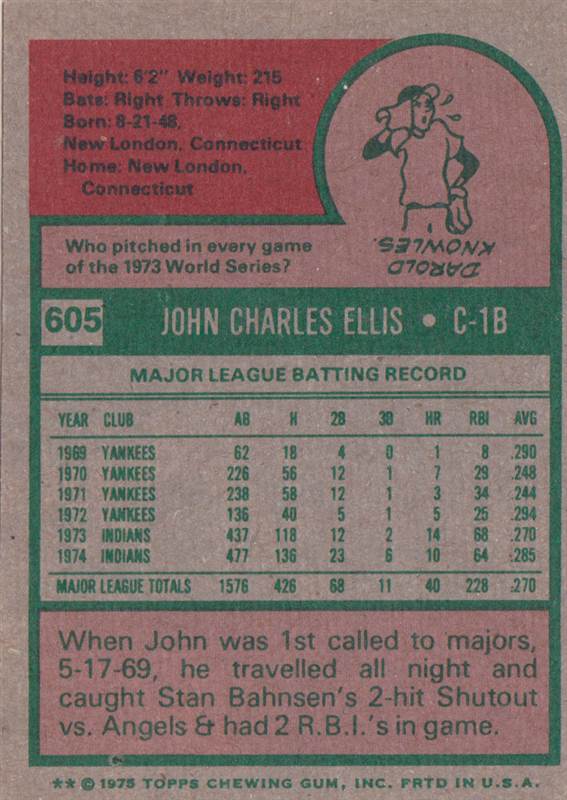 Height: 6'2" Weight: 215
Bats: Right Throws: Right
Born: 8-21-48,
New London, Connecticut
Home: New London,
Connecticut
Who pitched in every game
of the 1973 World Series?
DAROLD
KNOWLES.
605 JOHN CHARLES ELLIS • C-1B
MAJOR LEAGUE BATTING RECORD
YEAR CLUB AB H 2B 3B HR RBI AVG
1969 YANKEES 62 18 4 0 1 8 .290
1970 YANKEES 226 56 12 1 7 29 .248
1971 YANKEES 238 58 12 1 3 34 .244
1972 YANKEES 136 40 5 1 5 25 .294
1973 INDIANS 437 118 12 2 14 68 .270
1974 INDIANS 477 136 23 6 10 64 .285
MAJOR LEAGUE TOTALS 1576 426 68 11 40 228 .270
When John was 1st called to majors,
5-17-69, he travelled all night and
caught Stan Bahnsen's 2-hit Shutout
vs. Angels & had 2 R.B.I.'s in game.
** © 1975 TOPPS CHEWING GUM, INC. PRTD IN U.S.A.